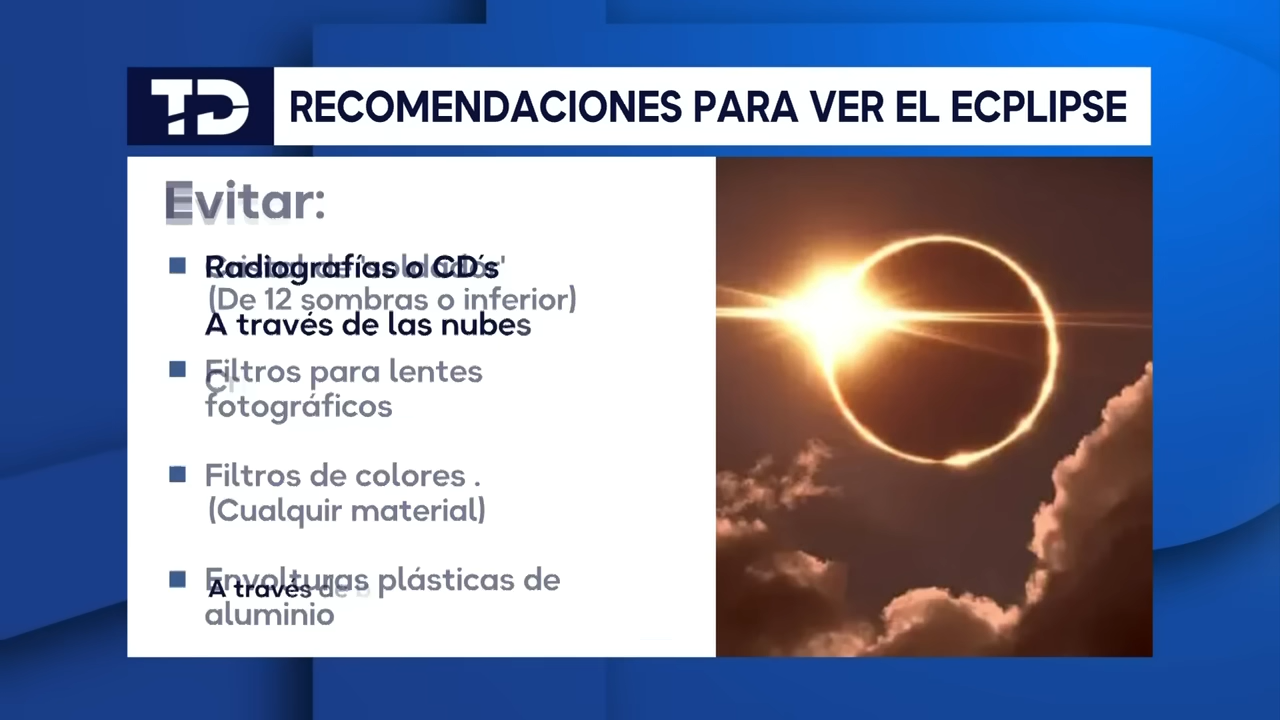 TD
RECOMENDACIONES PARA VER EL ECPLIPSE
Evitar:
Radiografías o CD´s
(De 12 sombras o inferior)
A través de las nubes
Filtros para lentes
fotográficos
Filtros de colores .
(Cualquir material)
Envolturas plásticas de
A través de
aluminio